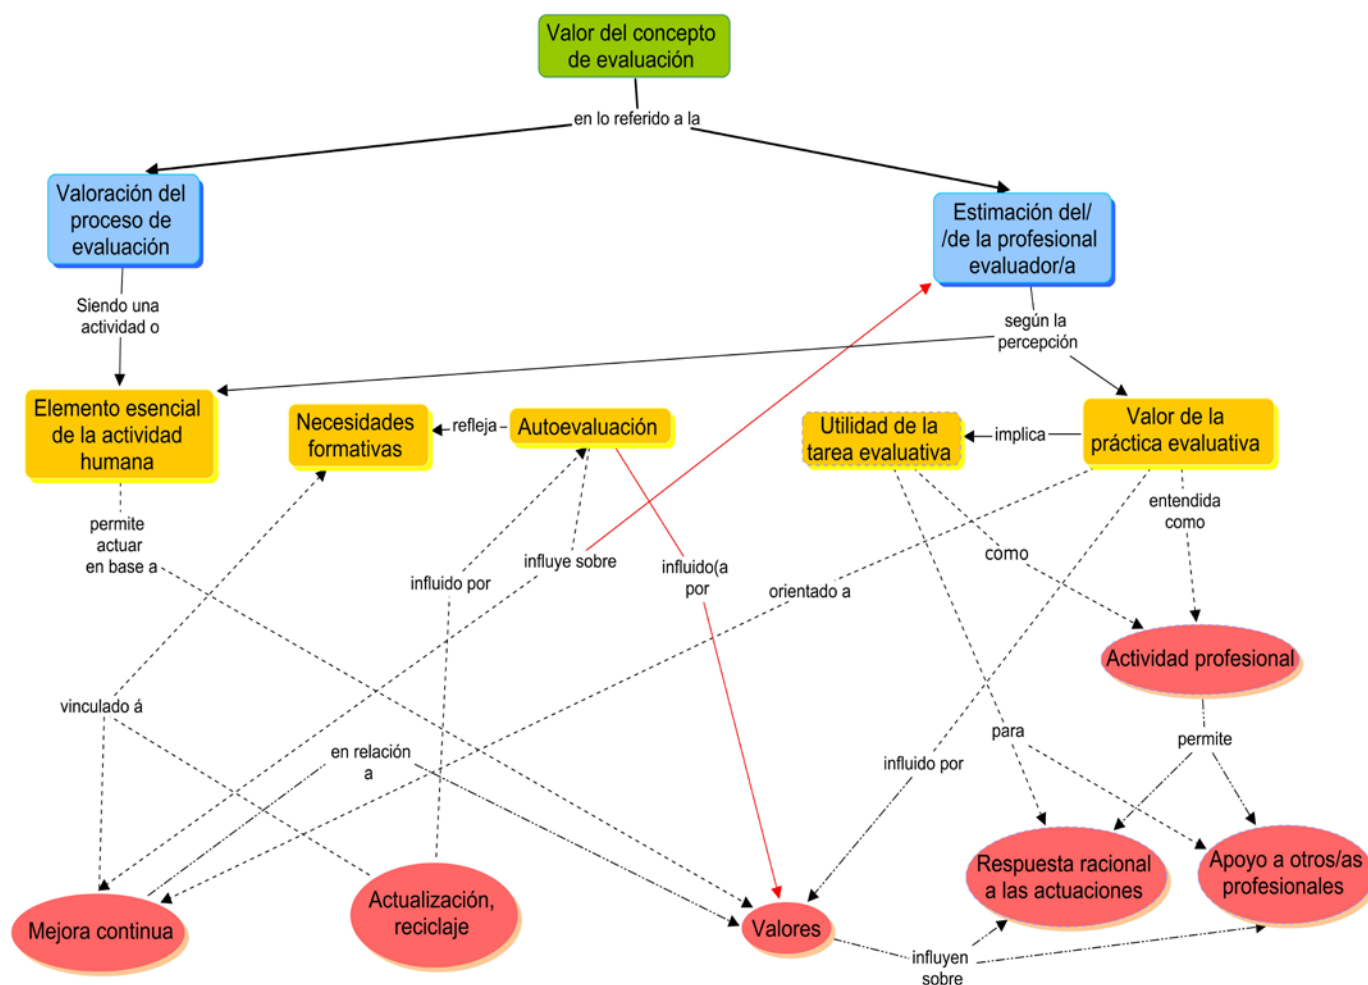 Valor del concepto
de evaluación
en lo referido a la
Valoración del
proceso de
evaluación
Estimación del/
/de la profesional
evaluador/a
Siendo una
actividad o
según la
percepción
Elemento esencial
de la actividad
humana
Necesidades
formativas
refleja
Autoevaluación
Utilidad de la
tarea evaluativa
implica
Valor de la
práctica evaluativa
permite
actuar
en base a
influido por
influye sobre
influido(a
por
orientado a
como
entendida
como
Actividad profesional
vinculado á
en relación
a
influido por
para
permite
Mejora continua
Actualización,
reciclaje
Valores
Respuesta racional
a las actuaciones
Apoyo a otros/as
profesionales
influyen
sobre